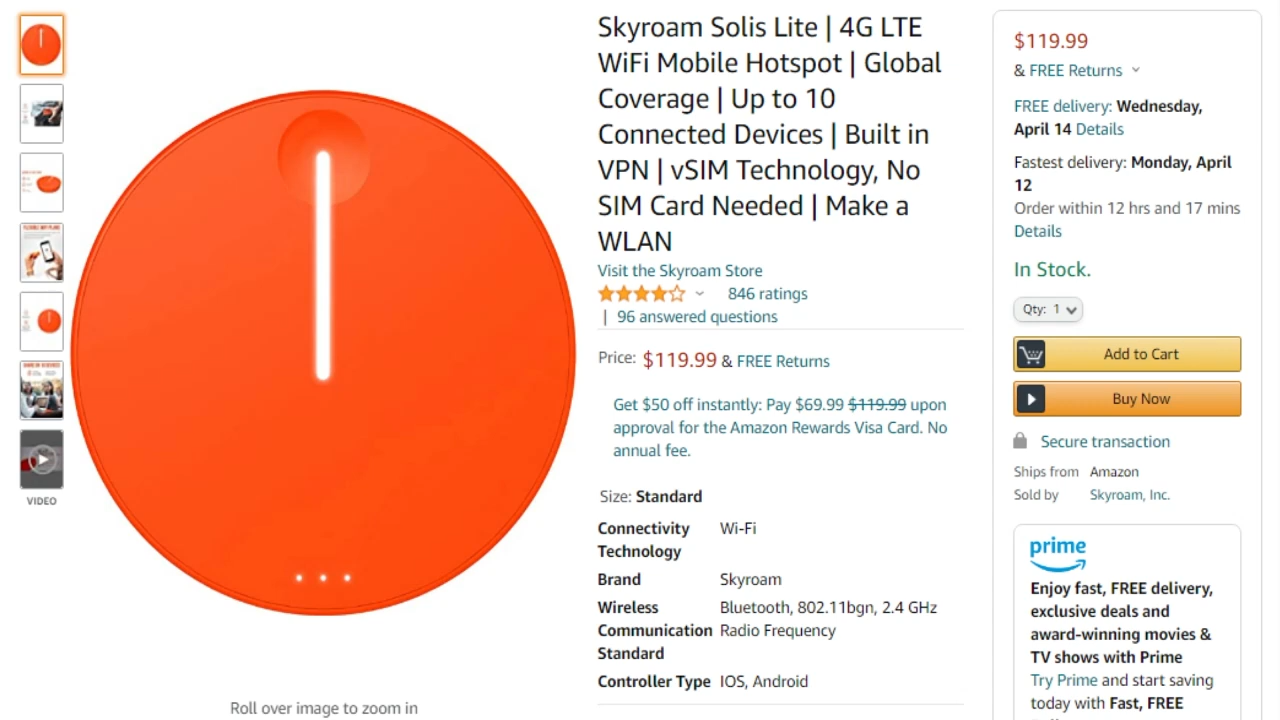 Skyroam Solis Lite | 4G LTE
WiFi Mobile Hotspot | Global
Coverage | Up to 10
Connected Devices | Built in
VPN | vSIM Technology, No
SIM Card Needed | Make a
WLAN
Visit the Skyroam Store
846 ratings
| 96 answered questions
Price: $119.99 & FREE Returns
Get $50 off instantly: Pay $69.99 $119.99 upon
approval for the Amazon Rewards Visa Card. No
annual fee.
Size: Standard
Connectivity Wi-Fi
Technology
Brand Skyroam
Wireless Bluetooth, 802.11bgn, 2.4 GHz
Communication Radio Frequency
Standard
Controller Type IOS, Android
VIDEO
Roll over image to zoom in
$119.99
& FREE Returns
FREE delivery: Wednesday,
April 14 Details
Fastest delivery: Monday, April
12
Order within 12 hrs and 17 mins
Details
In Stock.
Qty: 1
Add to Cart
Buy Now
Secure transaction
Ships from Amazon
Sold by Skyroam, Inc.
prime
Enjoy fast, FREE delivery,
exclusive deals and
award-winning movies &
TV shows with Prime
Try Prime and start saving
today with Fast, FREE